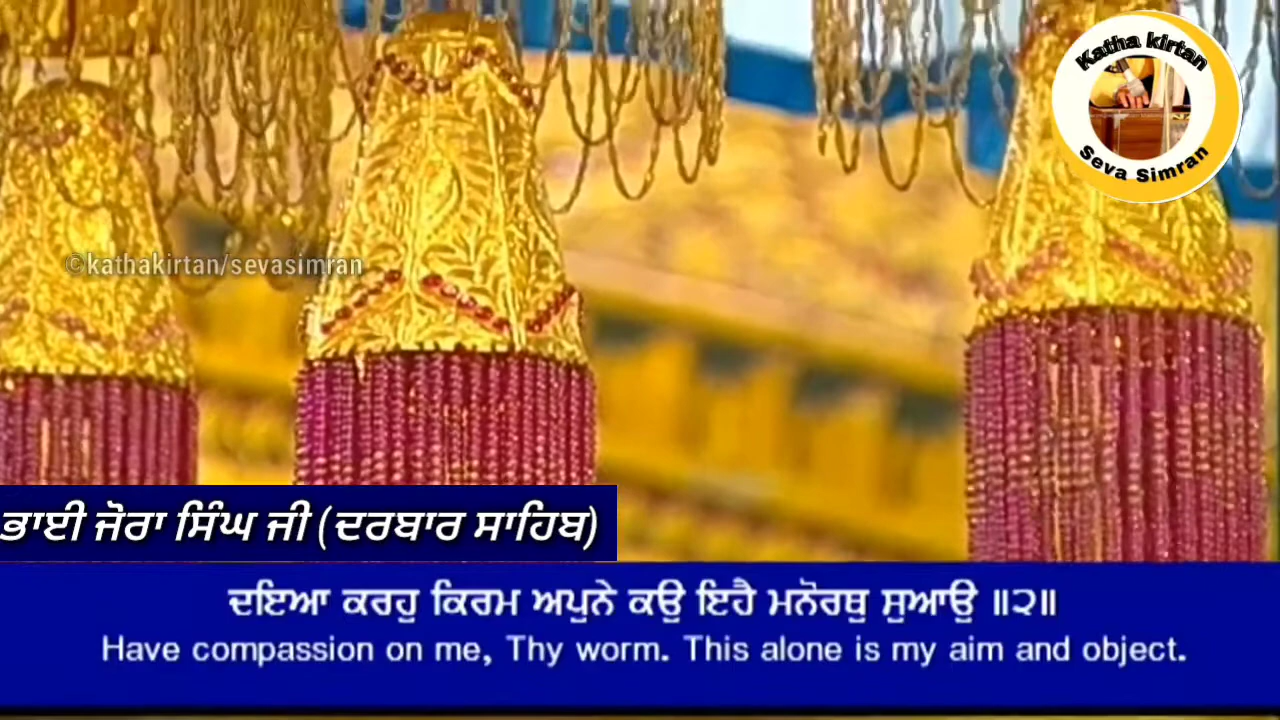 Katha kirtan
Seva Simran
©kathakirtan/sevasimran
ਭਾਈ ਜੋਰਾ ਸਿੰਘ ਜੀ (ਦਰਬਾਰ ਸਾਹਿਬ)
ਦਇਆ ਕਰਹੁ ਕਿਰਮ ਅਪੁਨੇ ਕਉ ਇਹੈ ਮਨੋਰਥੁ ਸੁਆਉ ॥੨॥
Have compassion on me, Thy worm. This alone is my aim and object.